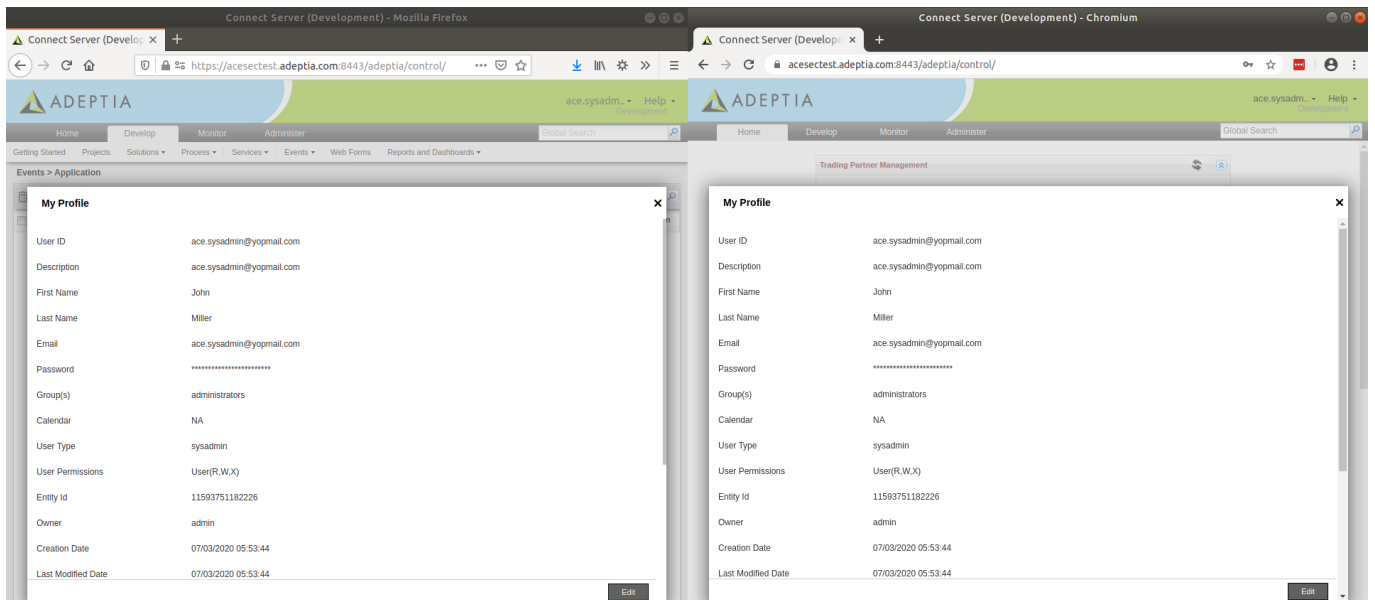 Connect Server (Development) - Mozilla Firefox
Connect Server (Develop
https://acesectest.adeptia.com:8443/adeptia/control/
ADEPTIA
ace.sysadm.. Help
Development
Home Develop Monitor Administer
Global Search
Getting Started Projects Solutions Process Services Events Web Forms Reports and Dashboards
Events > Application
My Profile
User ID ace.sysadmin@yopmail.com
Description ace.sysadmin@yopmail.com
First Name John
Last Name Miller
Email ace.sysadmin@yopmail.com
Password ************************
Group(s) administrators
Calendar NA
User Type sysadmin
User Permissions User(R,W,X)
Entity Id 11593751182226
Owner admin
Creation Date 07/03/2020 05:53:44
Last Modified Date 07/03/2020 05:53:44
Edit
Connect Server (Development) - Chromium
Connect Server (Developn
acesectest.adeptia.com:8443/adeptia/control/
ADEPTIA
ace.sysadm.. Help
Development
Home Develop Monitor Administer
Global Search
Trading Partner Management
My Profile
User ID ace.sysadmin@yopmail.com
Description ace.sysadmin@yopmail.com
First Name John
Last Name Miller
Email ace.sysadmin@yopmail.com
Password ************************
Group(s) administrators
Calendar NA
User Type sysadmin
User Permissions User(R,W,X)
Entity Id 11593751182226
Owner admin
Creation Date 07/03/2020 05:53:44
Last Modified Date 07/03/2020 05:53:44
Edit